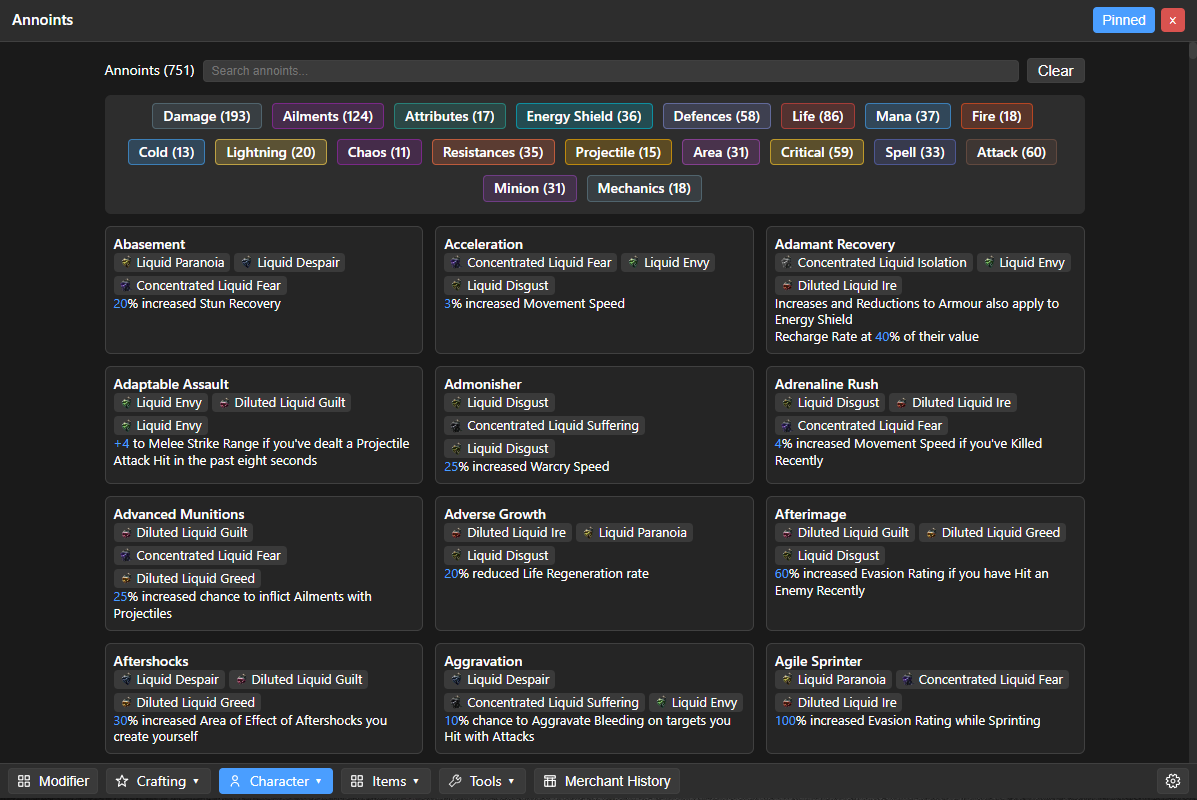 Annoints
Pinned
x
Annoints (751)
Search annoints...
Clear
Damage (193)
Ailments (124)
Attributes (17)
Energy Shield (36)
Defences (58)
Life (86)
Mana (37)
Fire (18)
Cold (13)
Lightning (20)
Chaos (11)
Resistances (35)
Projectile (15)
Area (31)
Critical (59)
Spell (33)
Attack (60)
Minion (31)
Mechanics (18)
Abasement
Liquid Paranoia
Liquid Despair
Concentrated Liquid Fear
20% increased Stun Recovery
Acceleration
Concentrated Liquid Fear
Liquid Envy
Liquid Disgust
3% increased Movement Speed
Adamant Recovery
Concentrated Liquid Isolation
Liquid Envy
Diluted Liquid Ire
Increases and Reductions to Armour also apply to
Energy Shield
Recharge Rate at 40% of their value
Adaptable Assault
Liquid Envy
Diluted Liquid Guilt
Liquid Envy
+4 to Melee Strike Range if you've dealt a Projectile
Attack Hit in the past eight seconds
Admonisher
Liquid Disgust
Concentrated Liquid Suffering
Liquid Disgust
25% increased Warcry Speed
Adrenaline Rush
Liquid Disgust
Diluted Liquid Ire
Concentrated Liquid Fear
4% increased Movement Speed if you've Killed
Recently
Advanced Munitions
Diluted Liquid Guilt
Concentrated Liquid Fear
Diluted Liquid Greed
25% increased chance to inflict Ailments with
Projectiles
Adverse Growth
Diluted Liquid Ire
Liquid Paranoia
Liquid Disgust
20% reduced Life Regeneration rate
Afterimage
Diluted Liquid Guilt
Diluted Liquid Greed
Liquid Disgust
60% increased Evasion Rating if you have Hit an
Enemy Recently
Aftershocks
Liquid Despair
Diluted Liquid Guilt
Diluted Liquid Greed
30% increased Area of Effect of Aftershocks you
create yourself
Aggravation
Liquid Despair
Concentrated Liquid Suffering
Liquid Envy
10% chance to Aggravate Bleeding on targets you
Hit with Attacks
Agile Sprinter
Liquid Paranoia
Concentrated Liquid Fear
Diluted Liquid Ire
100% increased Evasion Rating while Sprinting
Modifier
Crafting
Character
Items
Tools
Merchant History